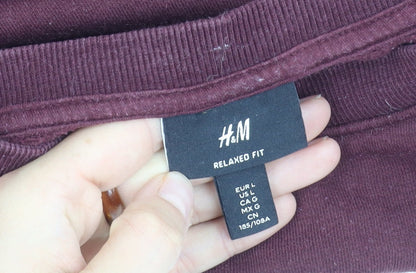 H&M
RELAXED FIT
EUR L
US L
CA G
MX G
CN
185/108A